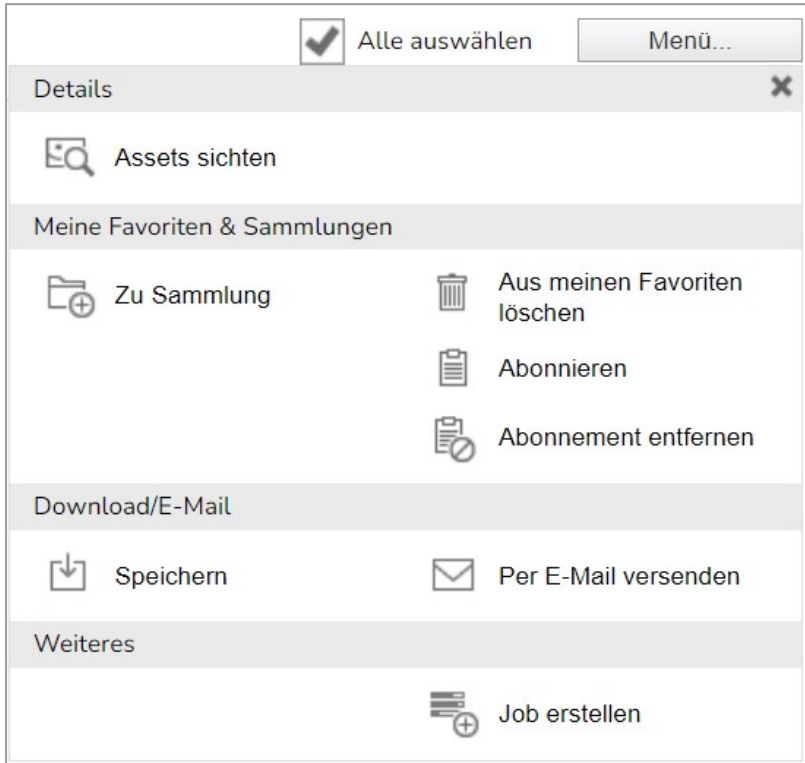 Alle auswählen Menü...
Details
Assets sichten
Meine Favoriten & Sammlungen
Zu Sammlung
Aus meinen Favoriten
löschen
Abonnieren
Abonnement entfernen
Download/E-Mail
Speichern
Per E-Mail versenden
Weiteres
Job erstellen